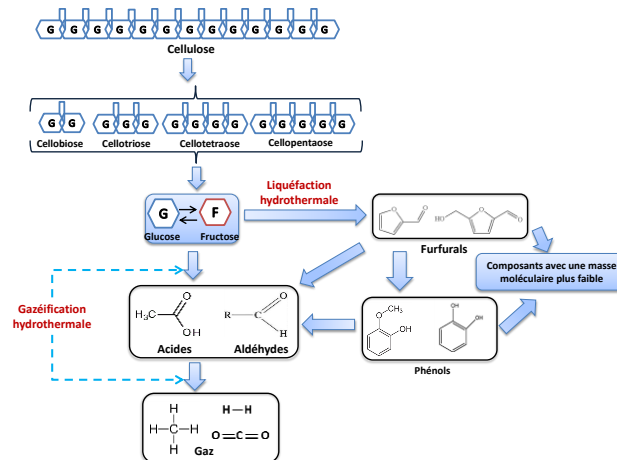 G G G G G G G G G G G G
Cellulose
G G
G G G
G G G G
G G G G G
Cellobiose Cellotriose Cellotetraose Cellopentaose
Liquéfaction
hydrothermale
G F
Glucose Fructose
O O
HO O O
Furfurals
Composants avec une masse
moléculaire plus faible
Gazéification
hydrothermale
H₃C O OH
R C O H
Acides Aldéhydes
O CH₃
OH
OH
OH
Phénols
H
H C H
H
H–H
O=C=O
Gaz